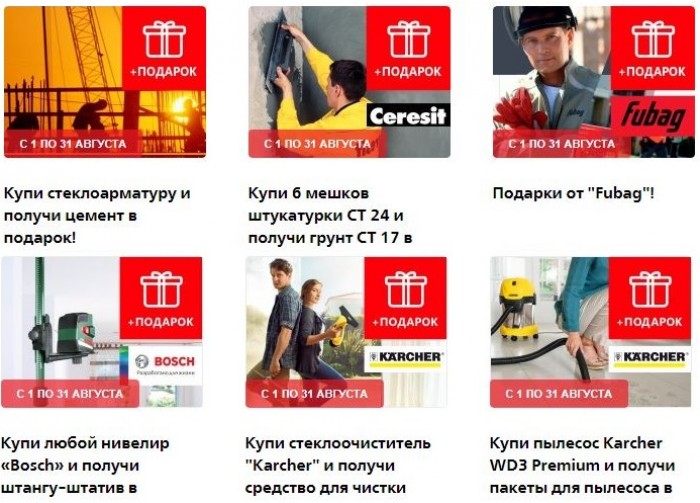 +ПОДАРОК
С 1 ПО 31 АВГУСТА
Купи стеклоарматуру и
получи цемент в
подарок!
+ПОДАРОК
Ceresit
С 1 ПО 31 АВГУСТА
Купи 6 мешков
штукатурки СТ 24 и
получи грунт СТ 17 в
+ПОДАРОК
Fubag
С 1 ПО 31 АВГУСТА
Подарки от "Fubag"!
+ПОДАРОК
BOSCH
Разработано для жизни
С 1 ПО 31 АВГУСТА
Купи любой нивелир
«Bosch» и получи
штангу-штатив в
+ПОДАРОК
KÄRCHER
С 1 ПО 31 АВГУСТА
Купи стеклоочиститель
"Karcher" и получи
средство для чистки
+ПОДАРОК
KÄRCHER
С 1 ПО 31 АВГУСТА
Купи пылесос Karcher
WD3 Premium и получи
пакеты для пылесоса в